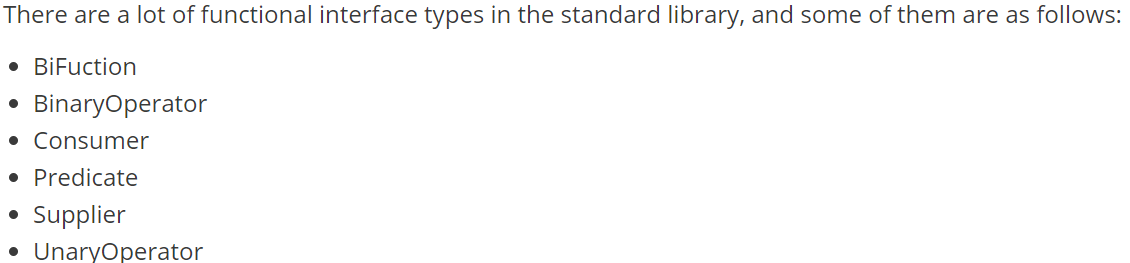 There are a lot of functional interface types in the standard library, and some of them are as follows:
• BiFuction
• BinaryOperator
• Consumer
• Predicate
• Supplier
• UnaryOperator